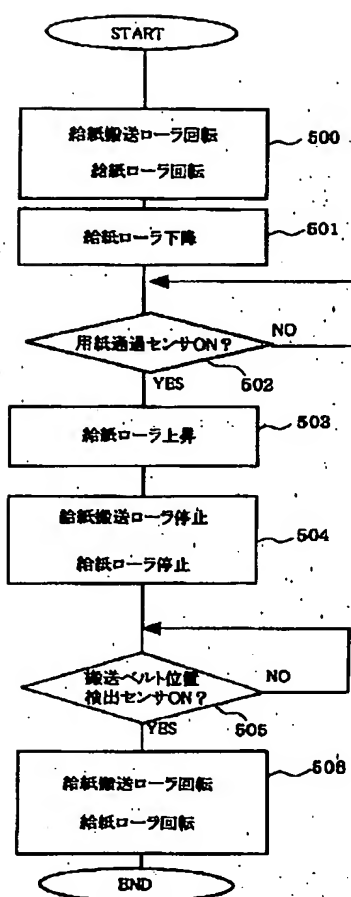 START
給紙搬送ローラ回転
給紙ローラ回転
500
給紙ローラ下降
501
用紙通過センサON?
NO
502
YES
給紙ローラ上昇
503
給紙搬送ローラ停止
給紙ローラ停止
504
搬送ベルト位置
検出センサON?
NO
505
YES
給紙搬送ローラ回転
給紙ローラ回転
506
END